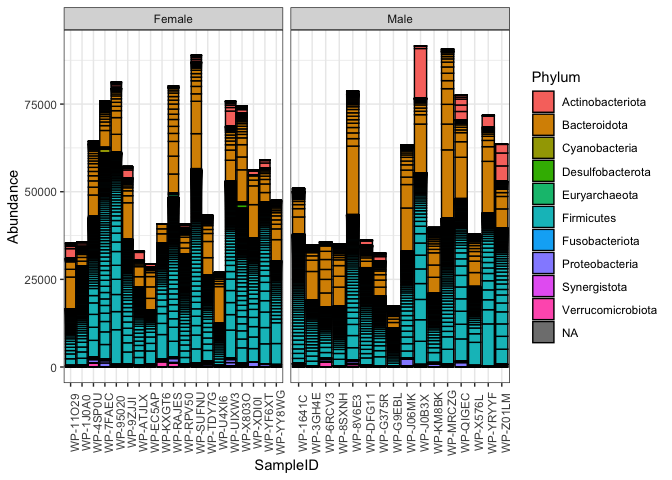 Female
Male
Abundance
75000
50000
25000
0
WP-11O29
WP-1J0A0
WP-4SP0U
WP-7FAEC
WP-95020
WP-9ZJJI
WP-ATJLX
WP-EC5AP
WP-KXGT6
WP-RAJES
WP-RPV50
WP-SUFNU
WP-TDY7G
WP-U4XI6
WP-UIXW3
WP-X803O
WP-XDI0I
WP-YF6XT
WP-YY8WG
WP-1641C
WP-3GH4E
WP-6RCV3
WP-8SXNH
WP-8V6E3
WP-DFG11
WP-G375R
WP-G9EBL
WP-J06MK
WP-J0B3X
WP-KM8BK
WP-MRCZG
WP-QIGEC
WP-X576L
WP-YRYYF
WP-Z01LM
SampleID
Phylum
Actinobacteriota
Bacteroidota
Cyanobacteria
Desulfobacterota
Euryarchaeota
Firmicutes
Fusobacteriota
Proteobacteria
Synergistota
Verrucomicrobiota
NA